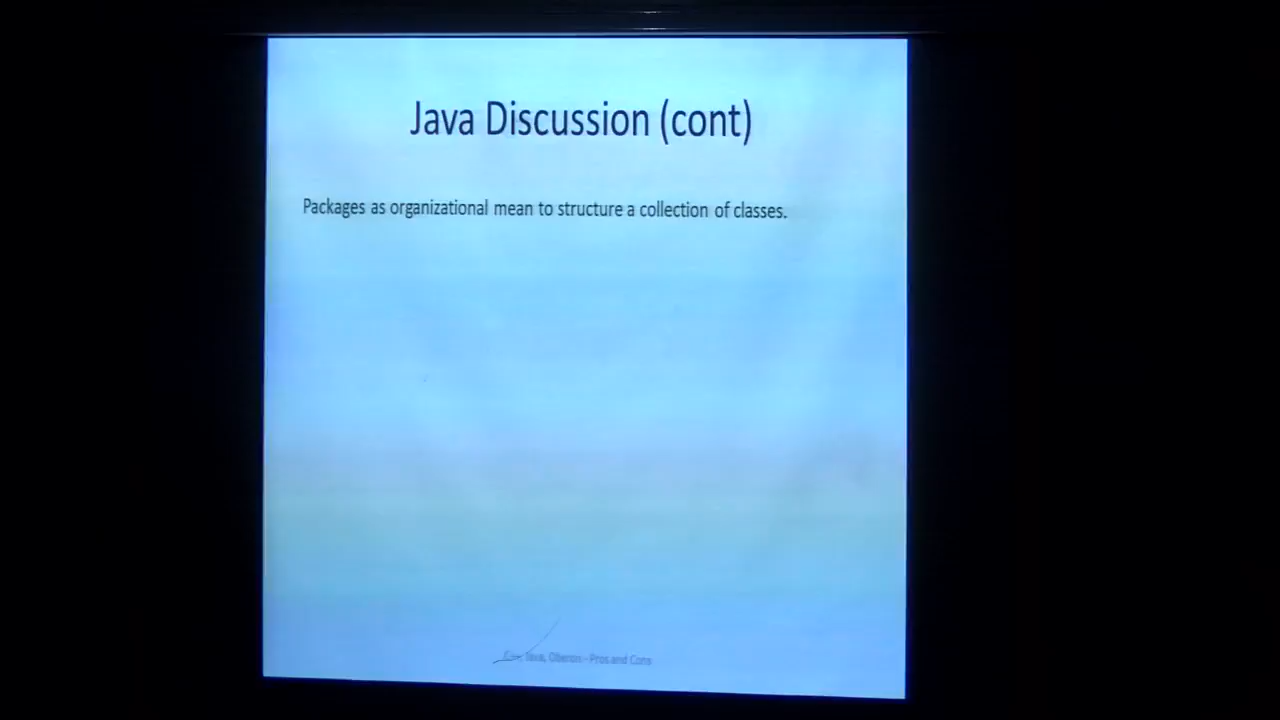 Java Discussion (cont)
Packages as organizational mean to structure a collection of classes.
Java, Oberon - Pros and Cons